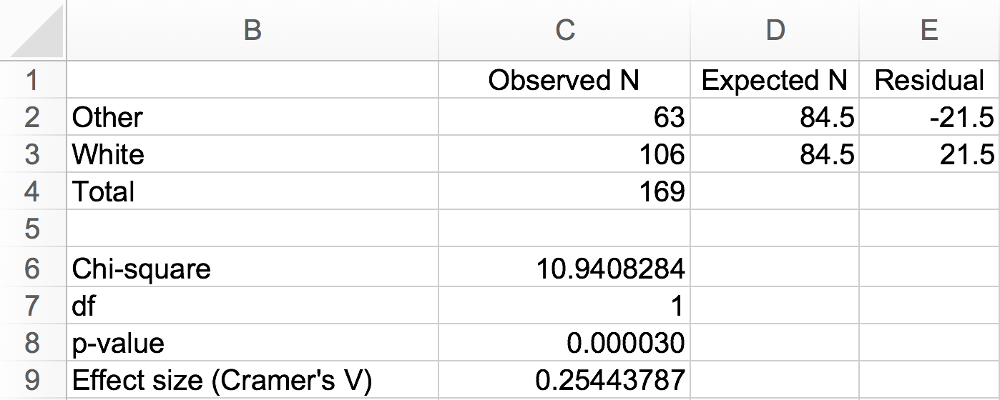 B C D E
1 Observed N Expected N Residual
2 Other 63 84.5 -21.5
3 White 106 84.5 21.5
4 Total 169
5
6 Chi-square 10.9408284
7 df 1
8 p-value 0.000030
9 Effect size (Cramer's V) 0.25443787